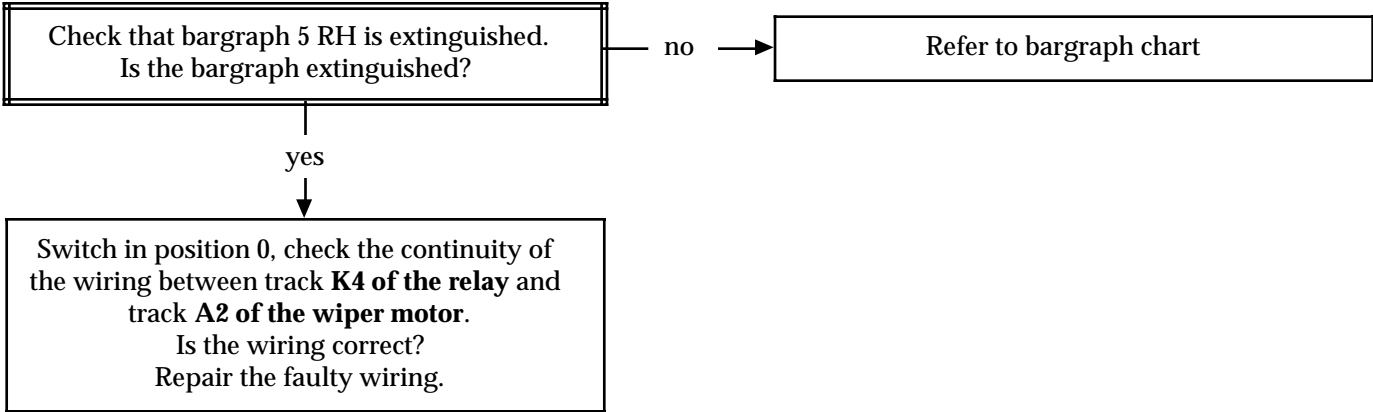 Check that bargraph 5 RH is extinguished.
Is the bargraph extinguished?
no
Refer to bargraph chart
yes
Switch in position 0, check the continuity of
the wiring between track K4 of the relay and
track A2 of the wiper motor.
Is the wiring correct?
Repair the faulty wiring.